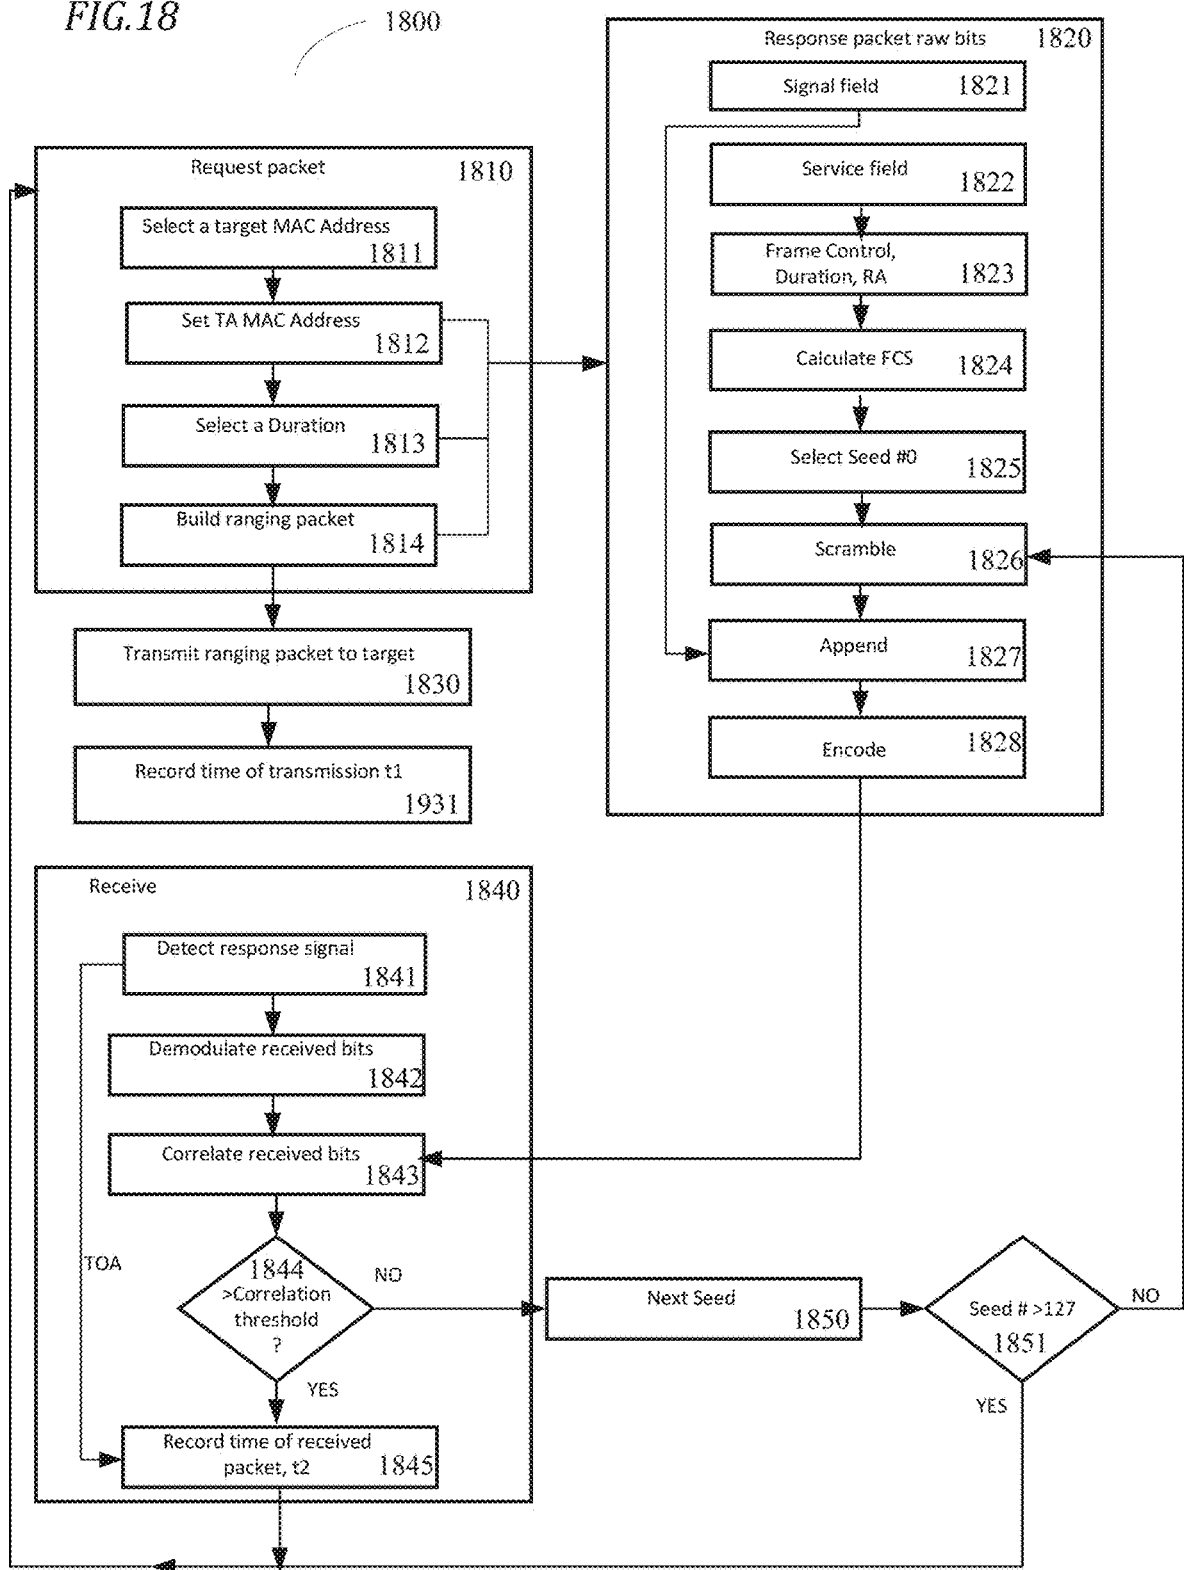 FIG.18
1800
Request packet
1810
Select a target MAC Address
1811
Set TA MAC Address
1812
Select a Duration
1813
Build ranging packet
1814
Transmit ranging packet to target
1830
Record time of transmission t1
1931
Response packet raw bits
1820
Signal field
1821
Service field
1822
Frame Control,
Duration, RA
1823
Calculate FCS
1824
Select Seed #0
1825
Scramble
1826
Append
1827
Encode
1828
Receive
1840
Detect response signal
1841
Demodulate received bits
1842
Correlate received bits
1843
TOA
1844
>Correlation
threshold
?
NO
YES
Record time of received
packet, t2
1845
Next Seed
1850
Seed # >127
1851
NO
YES